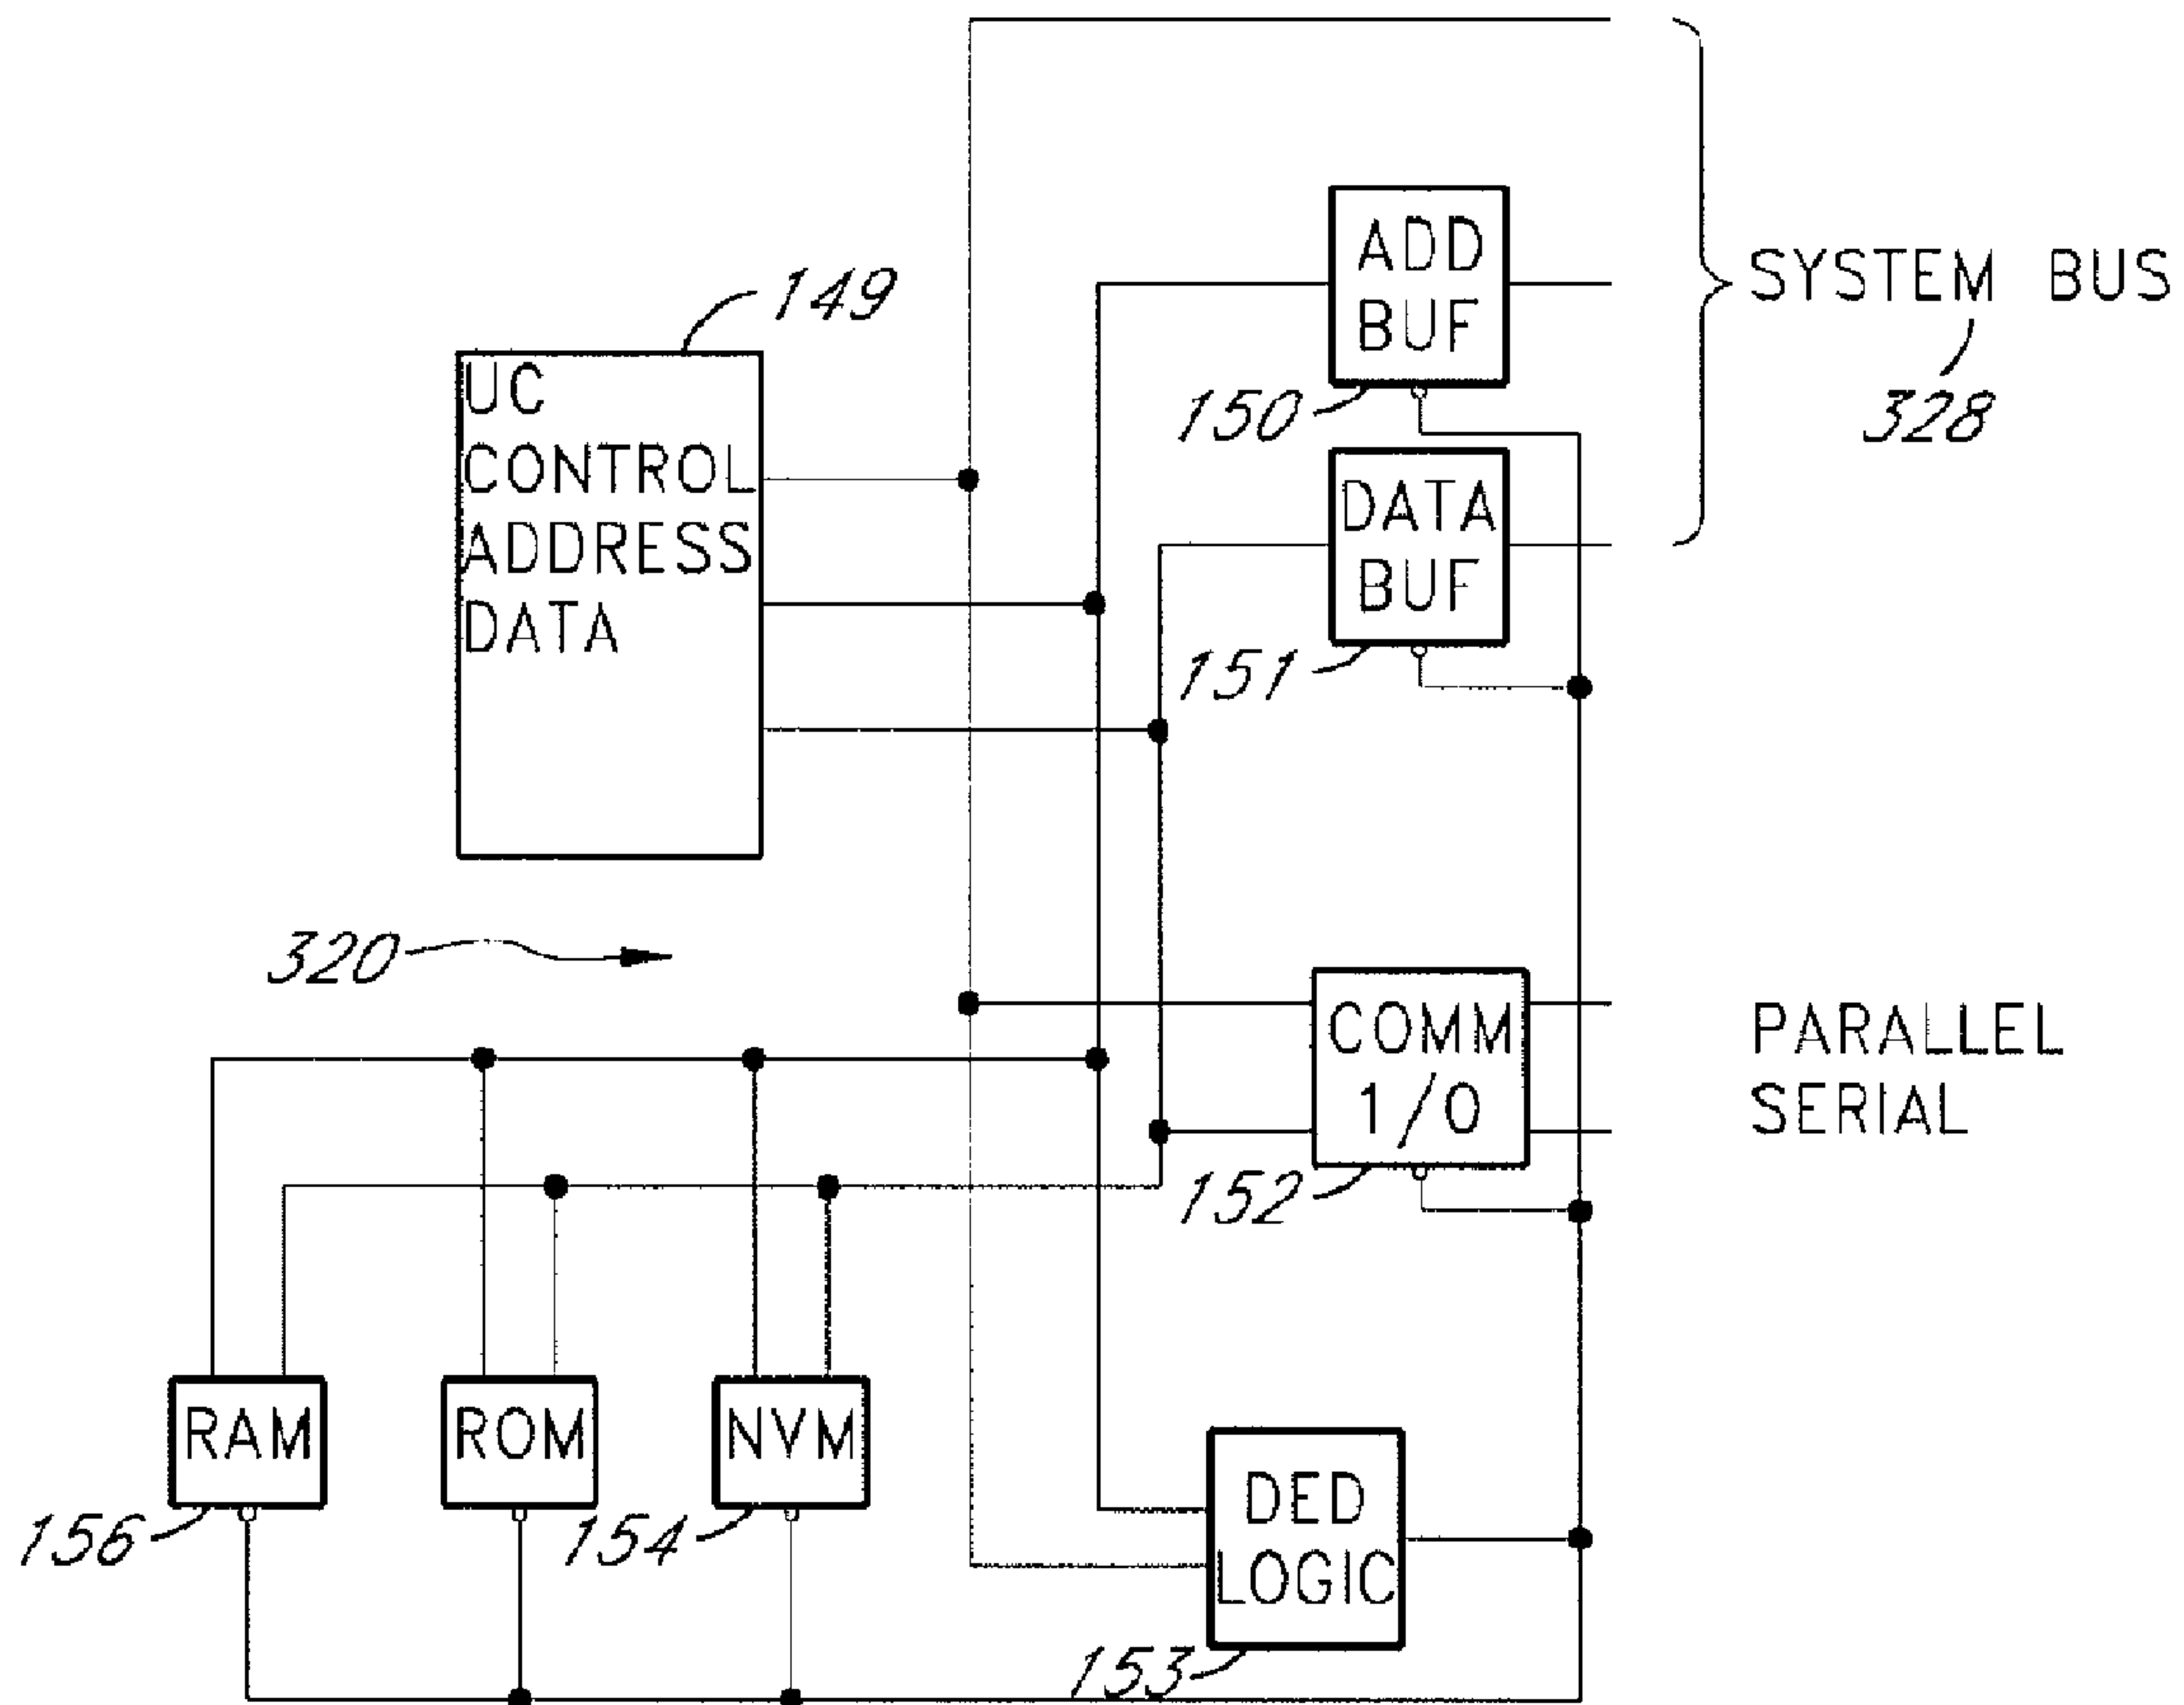 149
UC
CONTROL
ADDRESS
DATA
ADD
BUF
150
SYSTEM BUS
328
DATA
BUF
151
320
COMM
1/0
152
PARALLEL
SERIAL
RAM
156
ROM
NVM
154
DED
LOGIC
153